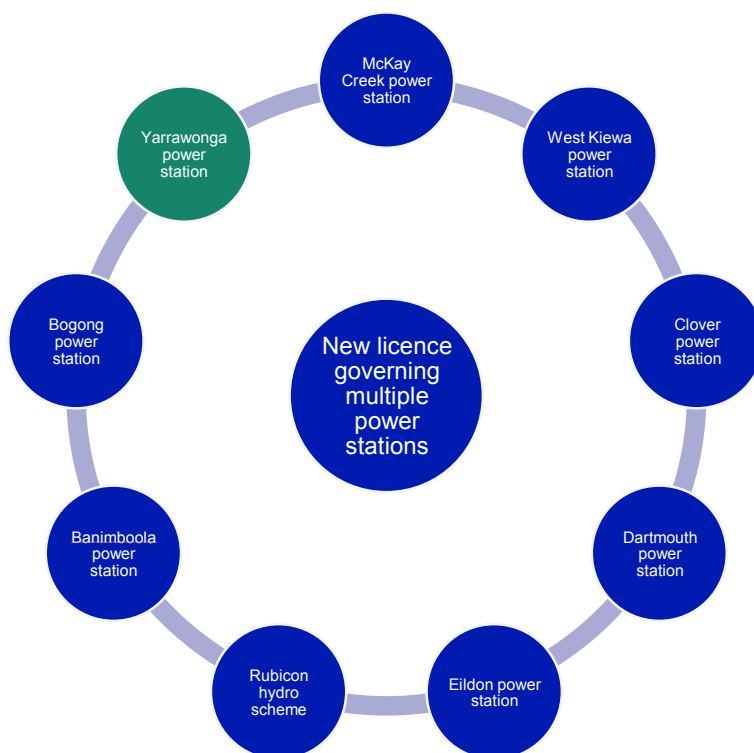 McKay
Creek power
station
West Kiewa
power
station
Clover
power
station
Dartmouth
power
station
Eildon power
station
Rubicon
hydro
scheme
Banimboola
power
station
Bogong
power
station
Yarrawonga
power
station
New licence
governing
multiple
power
stations